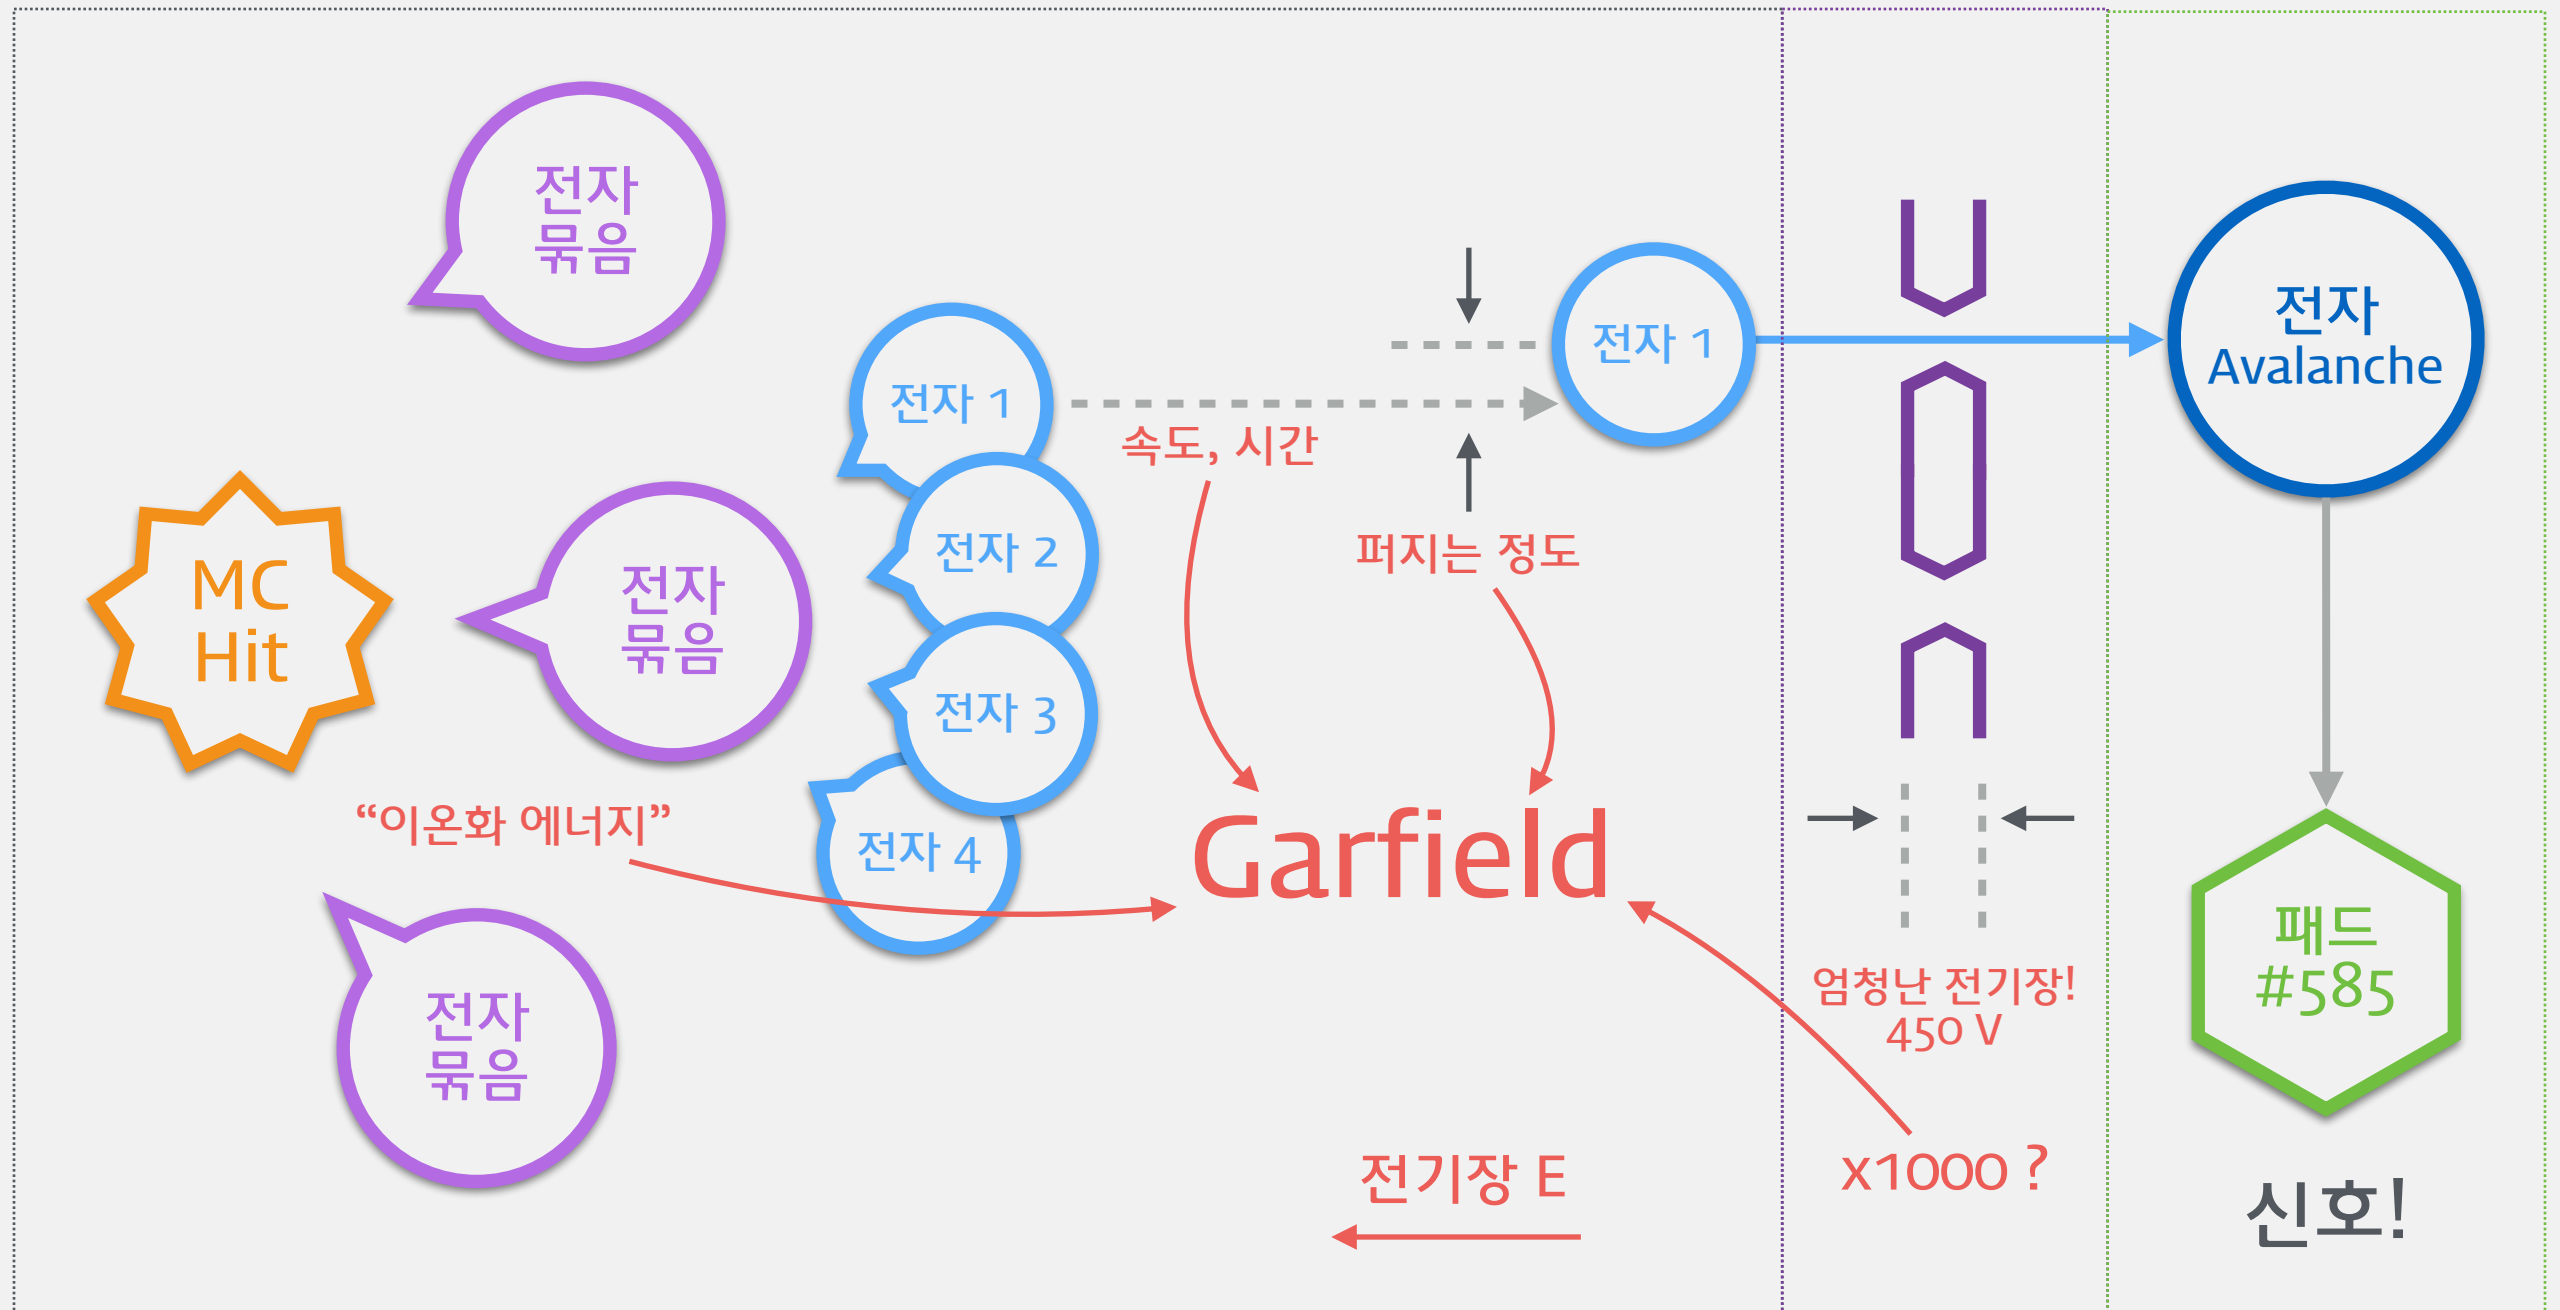 전자
묶음
MC
Hit
전자
묶음
“이온화 에너지”
전자
묶음
전자 1
전자 2
전자 3
전자 4
속도, 시간
퍼지는 정도
Garfield
전기장 E
전자 1
엄청난 전기장!
450 V
x1000 ?
전자
Avalanche
패드
#585
신호!